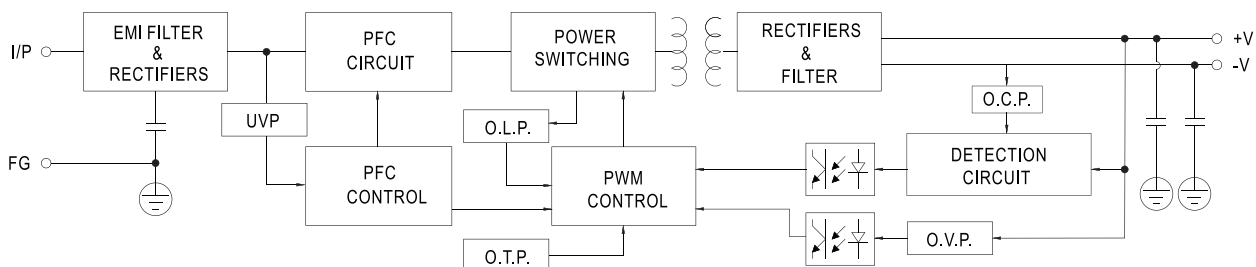 I/P
EMI FILTER
&
RECTIFIERS
PFC
CIRCUIT
POWER
SWITCHING
RECTIFIERS
&
FILTER
+V
-V
UVP
O.L.P.
O.C.P.
FG
PFC
CONTROL
PWM
CONTROL
DETECTION
CIRCUIT
O.T.P.
O.V.P.